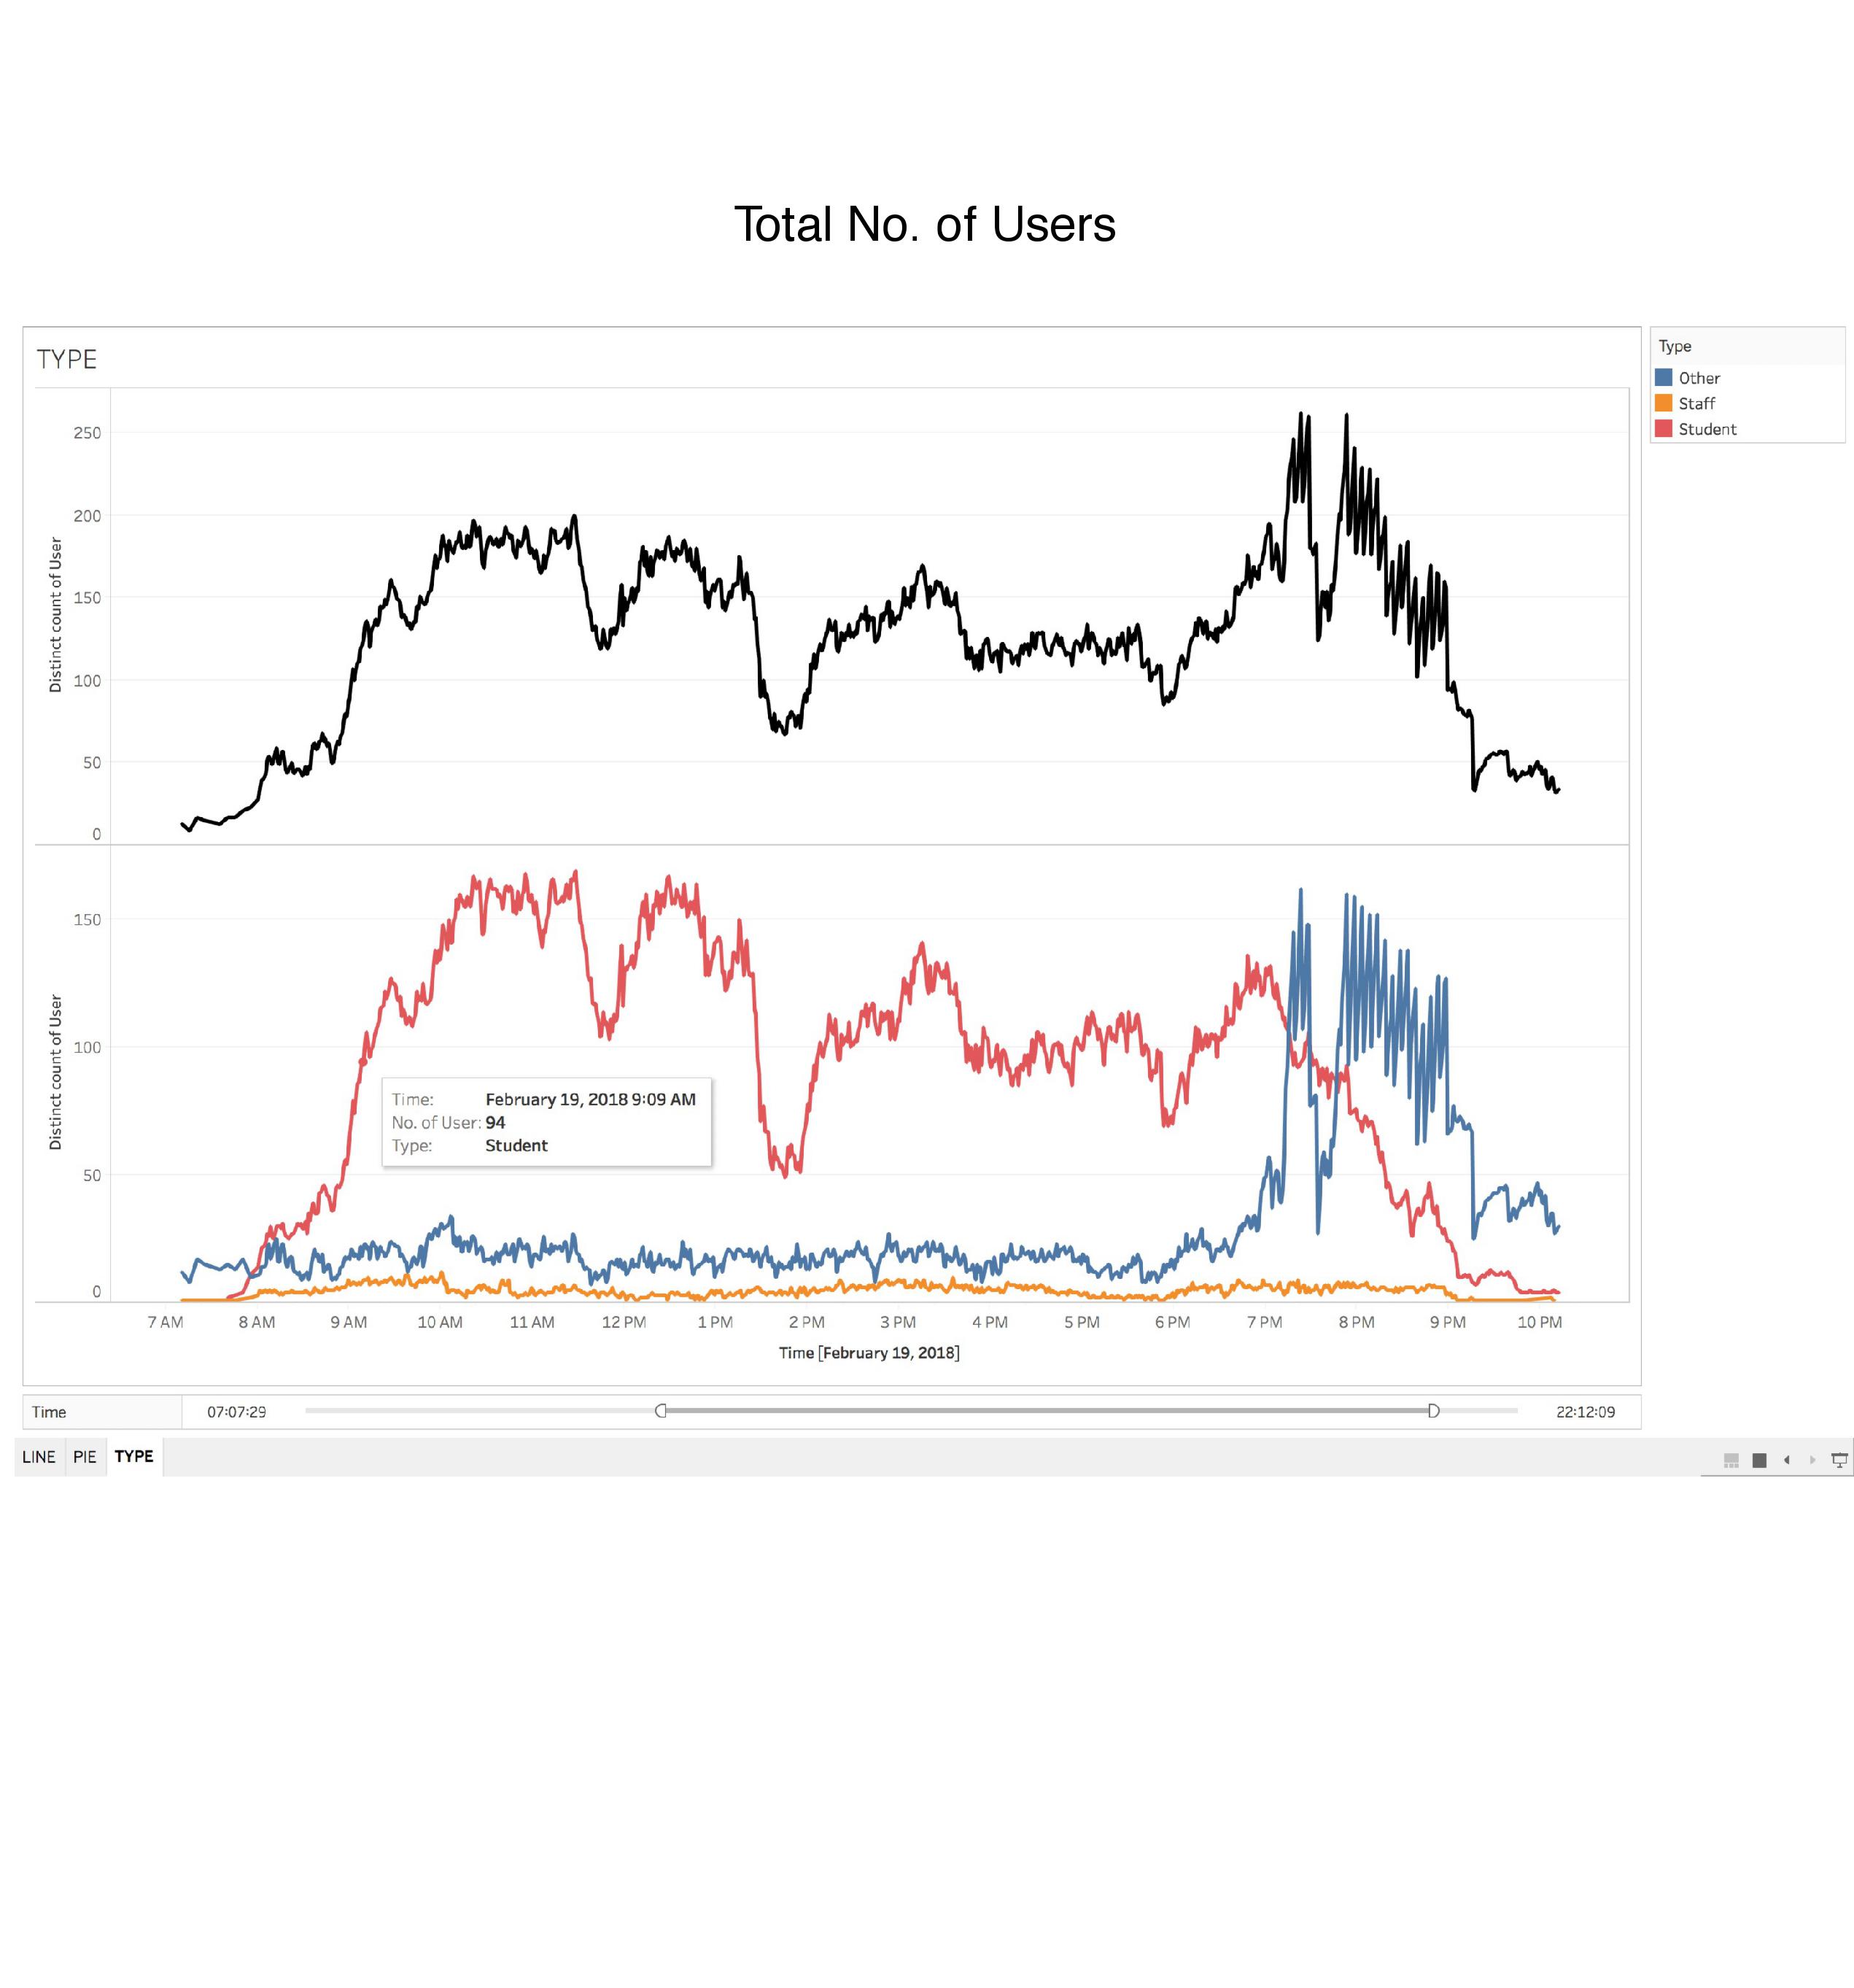 Total No. of Users
TYPE
Type
Other
Staff
Student
250
200
150
100
50
0
Distinct count of User
150
100
50
0
Distinct count of User
Time: February 19, 2018 9:09 AM
No. of User: 94
Type: Student
7 AM 8 AM 9 AM 10 AM 11 AM 12 PM 1 PM 2 PM 3 PM 4 PM 5 PM 6 PM 7 PM 8 PM 9 PM 10 PM
Time [February 19, 2018]
Time 07:07:29 22:12:09
LINE PIE TYPE